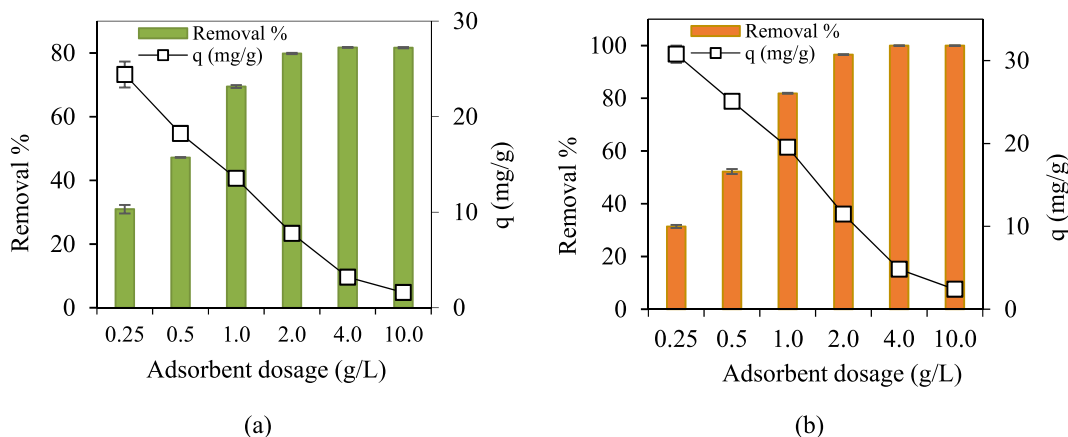 Removal %
q (mg/g)
80
60
40
20
0
30
20
10
0
Removal %
q (mg/g)
0.25 0.5 1.0 2.0 4.0 10.0
Adsorbent dosage (g/L)
(a)
Removal %
q (mg/g)
100
80
60
40
20
0
30
20
10
0
Removal %
q (mg/g)
0.25 0.5 1.0 2.0 4.0 10.0
Adsorbent dosage (g/L)
(b)